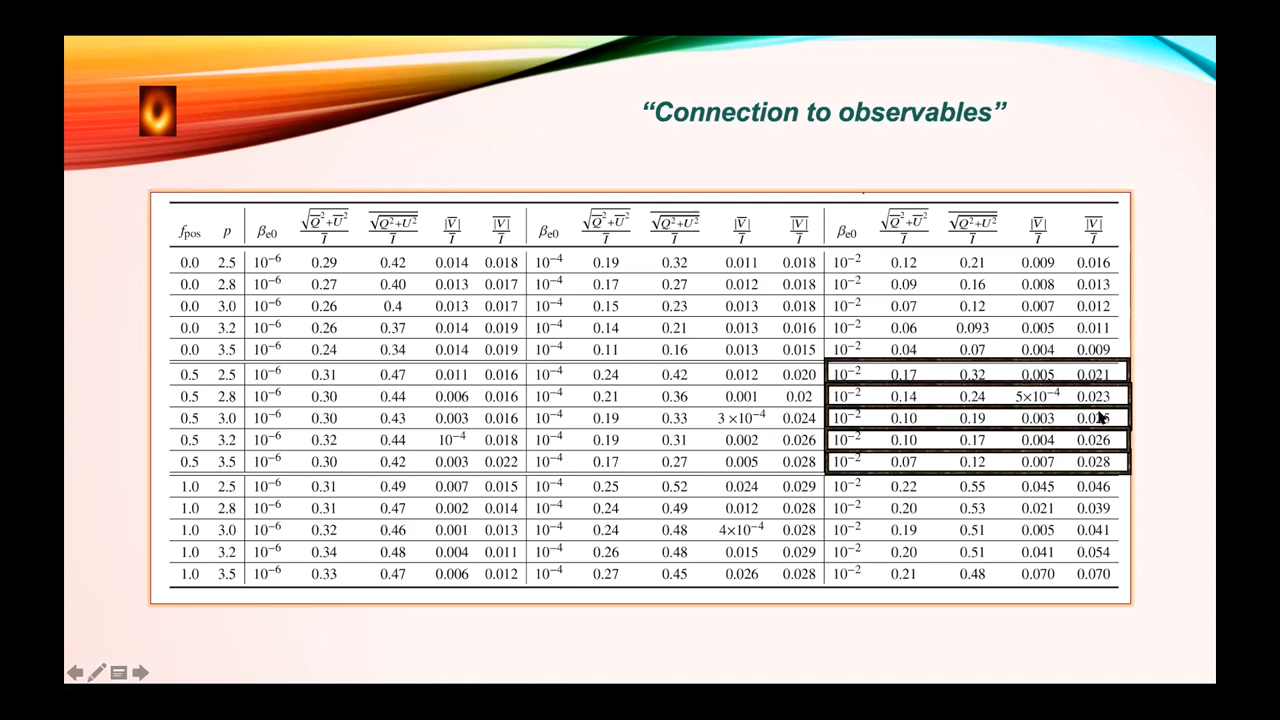 “Connection to observables”
f_pos p β_e0 √(Q̅²+U̅²)/I̅ \overline{√(Q²+U²)}/I̅ |V̅|/I̅ \overline{|V|}/I̅ β_e0 √(Q̅²+U̅²)/I̅ \overline{√(Q²+U²)}/I̅ |V̅|/I̅ \overline{|V|}/I̅ β_e0 √(Q̅²+U̅²)/I̅ \overline{√(Q²+U²)}/I̅ |V̅|/I̅ \overline{|V|}/I̅
0.0 2.5 10⁻⁶ 0.29 0.42 0.014 0.018 10⁻⁴ 0.19 0.32 0.011 0.018 10⁻² 0.12 0.21 0.009 0.016
0.0 2.8 10⁻⁶ 0.27 0.40 0.013 0.017 10⁻⁴ 0.17 0.27 0.012 0.018 10⁻² 0.09 0.16 0.008 0.013
0.0 3.0 10⁻⁶ 0.26 0.4 0.013 0.017 10⁻⁴ 0.15 0.23 0.013 0.018 10⁻² 0.07 0.12 0.007 0.012
0.0 3.2 10⁻⁶ 0.26 0.37 0.014 0.019 10⁻⁴ 0.14 0.21 0.013 0.016 10⁻² 0.06 0.093 0.005 0.011
0.0 3.5 10⁻⁶ 0.24 0.34 0.014 0.019 10⁻⁴ 0.11 0.16 0.013 0.015 10⁻² 0.04 0.07 0.004 0.009
0.5 2.5 10⁻⁶ 0.31 0.47 0.011 0.016 10⁻⁴ 0.24 0.42 0.012 0.020 10⁻² 0.17 0.32 0.005 0.021
0.5 2.8 10⁻⁶ 0.30 0.44 0.006 0.016 10⁻⁴ 0.21 0.36 0.001 0.02 10⁻² 0.14 0.24 5×10⁻⁴ 0.023
0.5 3.0 10⁻⁶ 0.30 0.43 0.003 0.016 10⁻⁴ 0.19 0.33 3 ×10⁻⁴ 0.024 10⁻² 0.10 0.19 0.003
0.5 3.2 10⁻⁶ 0.32 0.44 10⁻⁴ 0.018 10⁻⁴ 0.19 0.31 0.002 0.026 10⁻² 0.10 0.17 0.004 0.026
0.5 3.5 10⁻⁶ 0.30 0.42 0.003 0.022 10⁻⁴ 0.17 0.27 0.005 0.028 10⁻² 0.07 0.12 0.007 0.028
1.0 2.5 10⁻⁶ 0.31 0.49 0.007 0.015 10⁻⁴ 0.25 0.52 0.024 0.029 10⁻² 0.22 0.55 0.045 0.046
1.0 2.8 10⁻⁶ 0.31 0.47 0.002 0.014 10⁻⁴ 0.24 0.49 0.012 0.028 10⁻² 0.20 0.53 0.021 0.039
1.0 3.0 10⁻⁶ 0.32 0.46 0.001 0.013 10⁻⁴ 0.24 0.48 4×10⁻⁴ 0.028 10⁻² 0.19 0.51 0.005 0.041
1.0 3.2 10⁻⁶ 0.34 0.48 0.004 0.011 10⁻⁴ 0.26 0.48 0.015 0.029 10⁻² 0.20 0.51 0.041 0.054
1.0 3.5 10⁻⁶ 0.33 0.47 0.006 0.012 10⁻⁴ 0.27 0.45 0.026 0.028 10⁻² 0.21 0.48 0.070 0.070